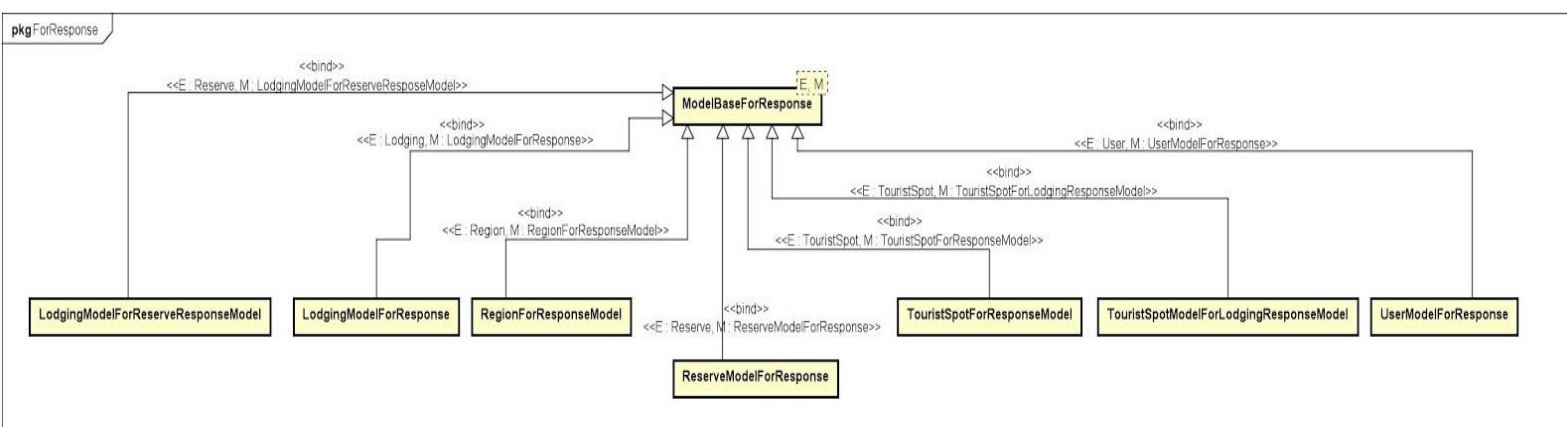 pkg ForResponse
<<bind>>
<<E : Reserve, M : LodgingModelForReserveResposeModel>>
E, M
ModelBaseForResponse
<<bind>>
<<E : Lodging, M : LodgingModelForResponse>>
<<bind>>
<<E : User, M : UserModelForResponse>>
<<bind>>
<<E : TouristSpot, M : TouristSpotForLodgingResponseModel>>
<<bind>>
<<E : Region, M : RegionForResponseModel>>
<<bind>>
<<E : TouristSpot, M : TouristSpotForResponseModel>>
LodgingModelForReserveResponseModel
LodgingModelForResponse
RegionForResponseModel
<<bind>>
<<E : Reserve, M : ReserveModelForResponse>>
TouristSpotForResponseModel
TouristSpotModelForLodgingResponseModel
UserModelForResponse
ReserveModelForResponse